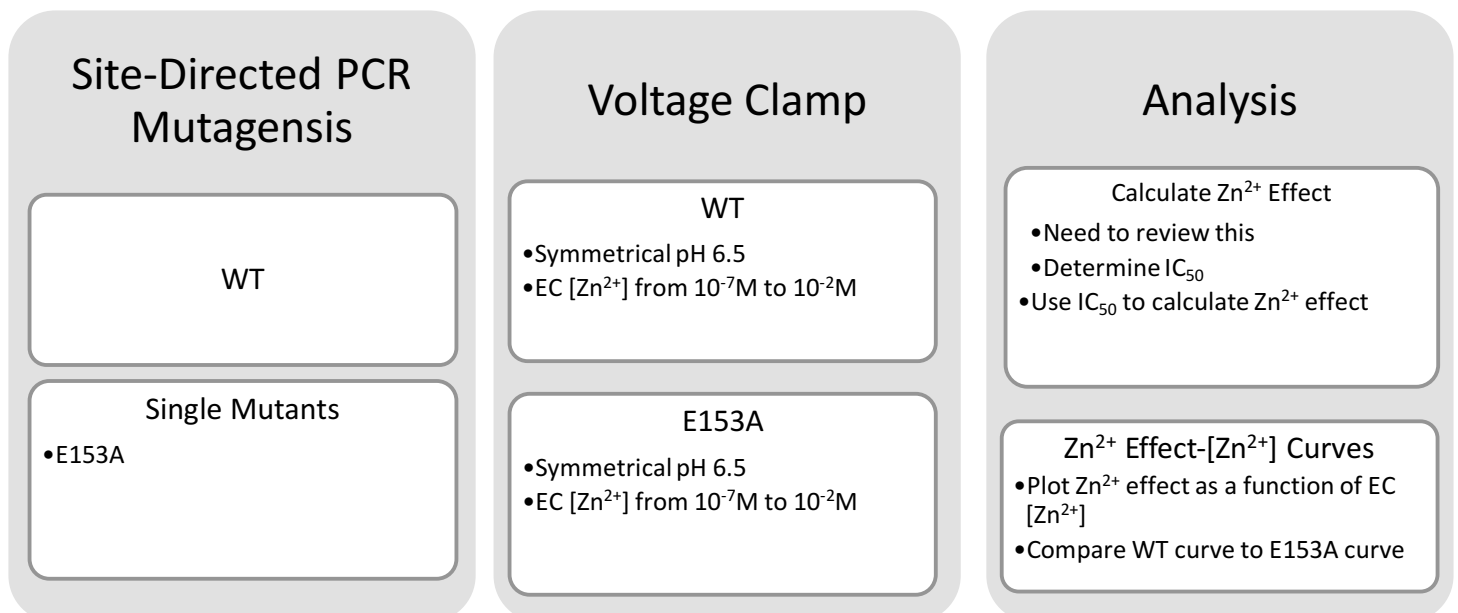 Site-Directed PCR
Mutagensis
WT
Single Mutants
•E153A
Voltage Clamp
WT
•Symmetrical pH 6.5
•EC [Zn²⁺] from 10⁻⁷M to 10⁻²M
E153A
•Symmetrical pH 6.5
•EC [Zn²⁺] from 10⁻⁷M to 10⁻²M
Analysis
Calculate Zn²⁺ Effect
•Need to review this
•Determine IC₅₀
•Use IC₅₀ to calculate Zn²⁺ effect
Zn²⁺ Effect-[Zn²⁺] Curves
•Plot Zn²⁺ effect as a function of EC
[Zn²⁺]
•Compare WT curve to E153A curve